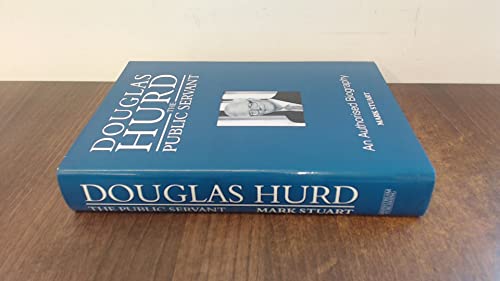 DOUGLAS
HURD
THE
PUBLIC SERVANT
An Authorised Biography
MARK STUART
DOUGLAS HURD
THE PUBLIC SERVANT
MARK STUART